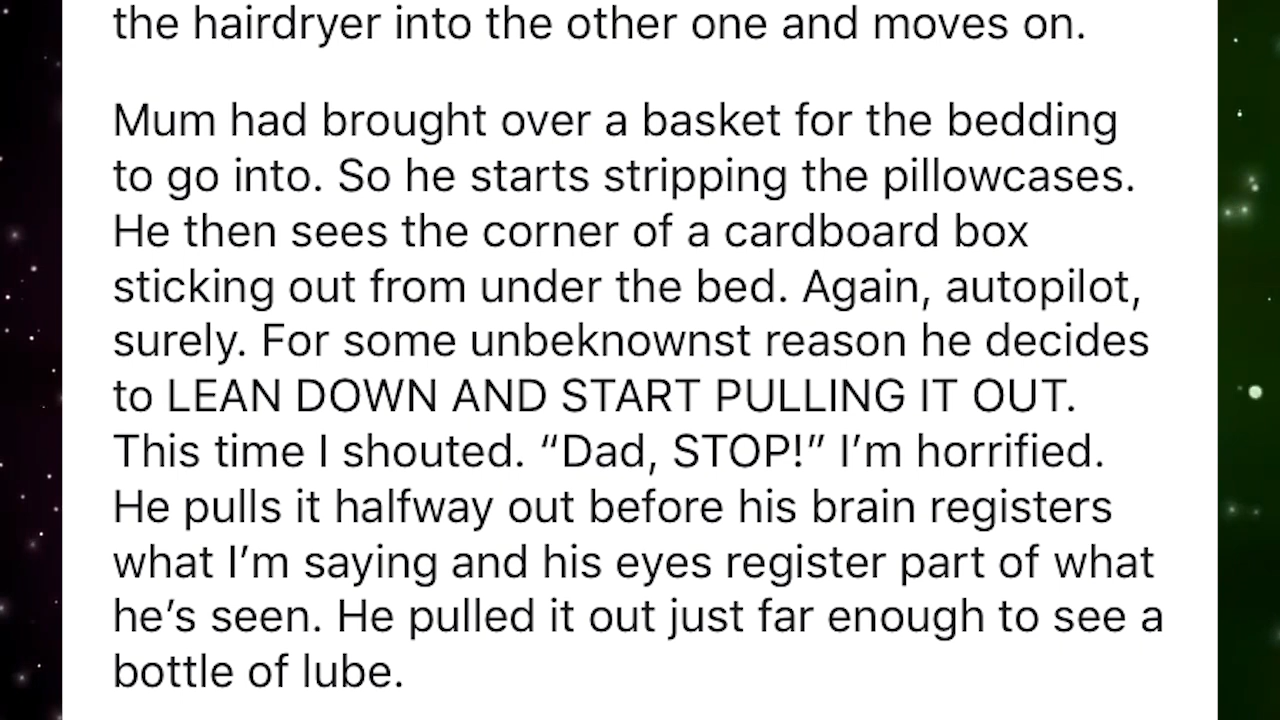 the hairdryer into the other one and moves on.
Mum had brought over a basket for the bedding
to go into. So he starts stripping the pillowcases.
He then sees the corner of a cardboard box
sticking out from under the bed. Again, autopilot,
surely. For some unbeknownst reason he decides
to LEAN DOWN AND START PULLING IT OUT.
This time I shouted. “Dad, STOP!” I’m horrified.
He pulls it halfway out before his brain registers
what I’m saying and his eyes register part of what
he’s seen. He pulled it out just far enough to see a
bottle of lube.